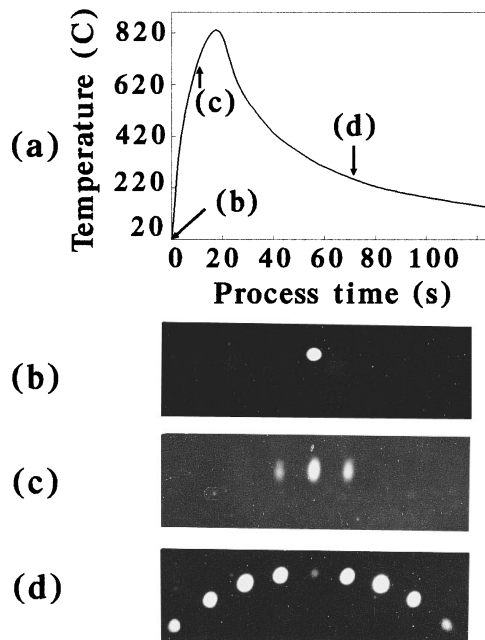 820
620
(c)
(d)
(a)
420
220
(b)
20
Temperature (C)
0 20 40 60 80 100
Process time (s)
(b)
(c)
(d)